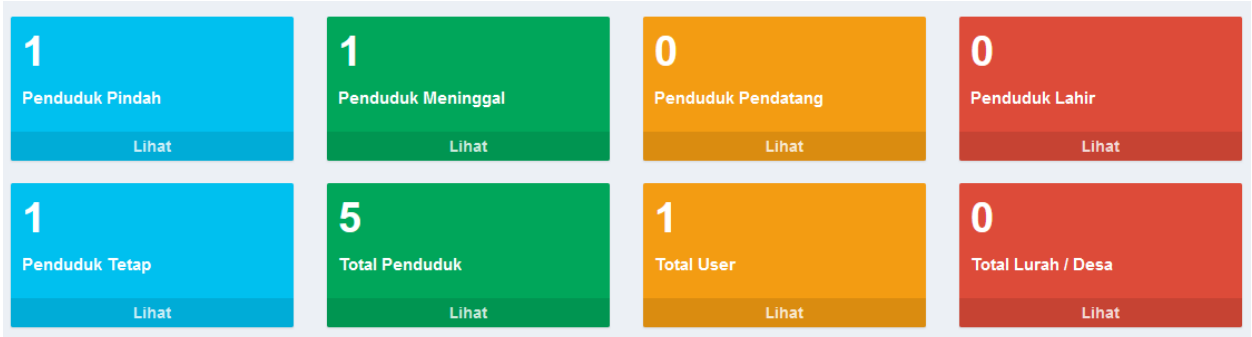 1
Penduduk Pindah
Lihat
1
Penduduk Meninggal
Lihat
0
Penduduk Pendatang
Lihat
0
Penduduk Lahir
Lihat
1
Penduduk Tetap
Lihat
5
Total Penduduk
Lihat
1
Total User
Lihat
0
Total Lurah / Desa
Lihat